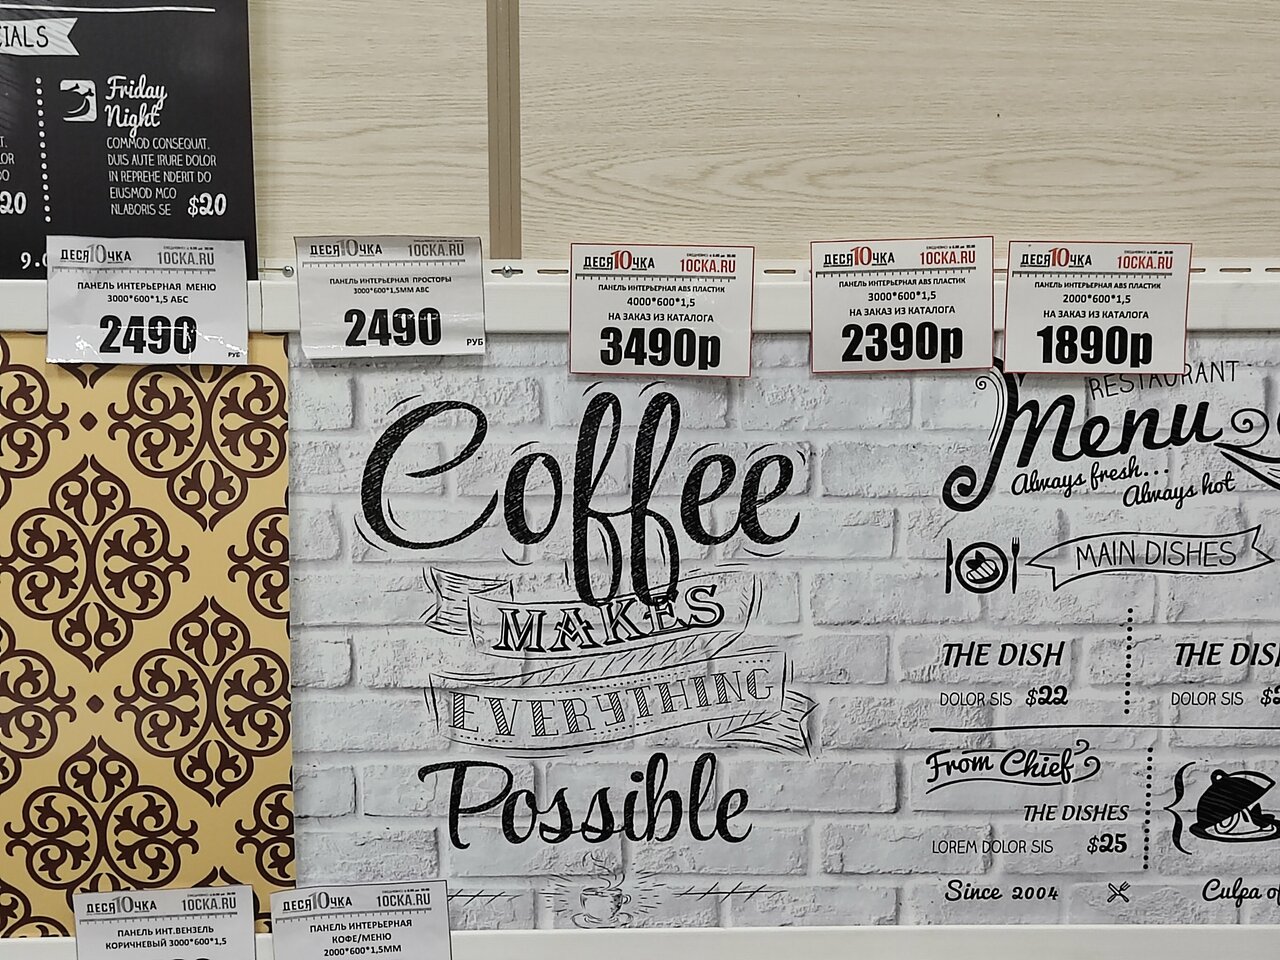 CIALS
Friday
Night
COMMOD CONSEQUAT.
DUIS AUTE IRURE DOLOR
IN REPREHE NDERIT DO
EIUSMOD MCO
NLABORIS SE $20
20
ДЕСЯ10ЧКА 10CKA.RU
ПАНЕЛЬ ИНТЕРЬЕРНАЯ МЕНЮ
3000*600*1,5 АБС
2490
РУБ
ДЕСЯ10ЧКА 10CKA.RU
ПАНЕЛЬ ИНТЕРЬЕРНАЯ ПРОСТОРЫ
3000*600*1,5ММ АВС
2490
РУБ
ДЕСЯ10ЧКА 10CKA.RU
ПАНЕЛЬ ИНТЕРЬЕРНАЯ ABS ПЛАСТИК
4000*600*1,5
НА ЗАКАЗ ИЗ КАТАЛОГА
3490р
ДЕСЯ10ЧКА 10CKA.RU
ПАНЕЛЬ ИНТЕРЬЕРНАЯ ABS ПЛАСТИК
3000*600*1,5
НА ЗАКАЗ ИЗ КАТАЛОГА
2390р
ДЕСЯ10ЧКА 10CKA.RU
ПАНЕЛЬ ИНТЕРЬЕРНАЯ ABS ПЛАСТИК
2000*600*1,5
НА ЗАКАЗ ИЗ КАТАЛОГА
1890р
Coffee
MAKES
EVERYTHING
Possible
RESTAURANT
Menu
Always fresh...
Always hot
MAIN DISHES
THE DISH
DOLOR SIS $22
THE DIS
DOLOR SIS
From Chief
THE DISHES
LOREM DOLOR SIS $25
Since 2004
Culpa
ДЕСЯ10ЧКА 10CKA.RU
ПАНЕЛЬ ИНТ.ВЕНЗЕЛЬ
КОРИЧНЕВЫЙ 3000*600*1,5
ДЕСЯ10ЧКА 10CKA.RU
ПАНЕЛЬ ИНТЕРЬЕРНАЯ
КОФЕ/МЕНЮ
2000*600*1,5ММ